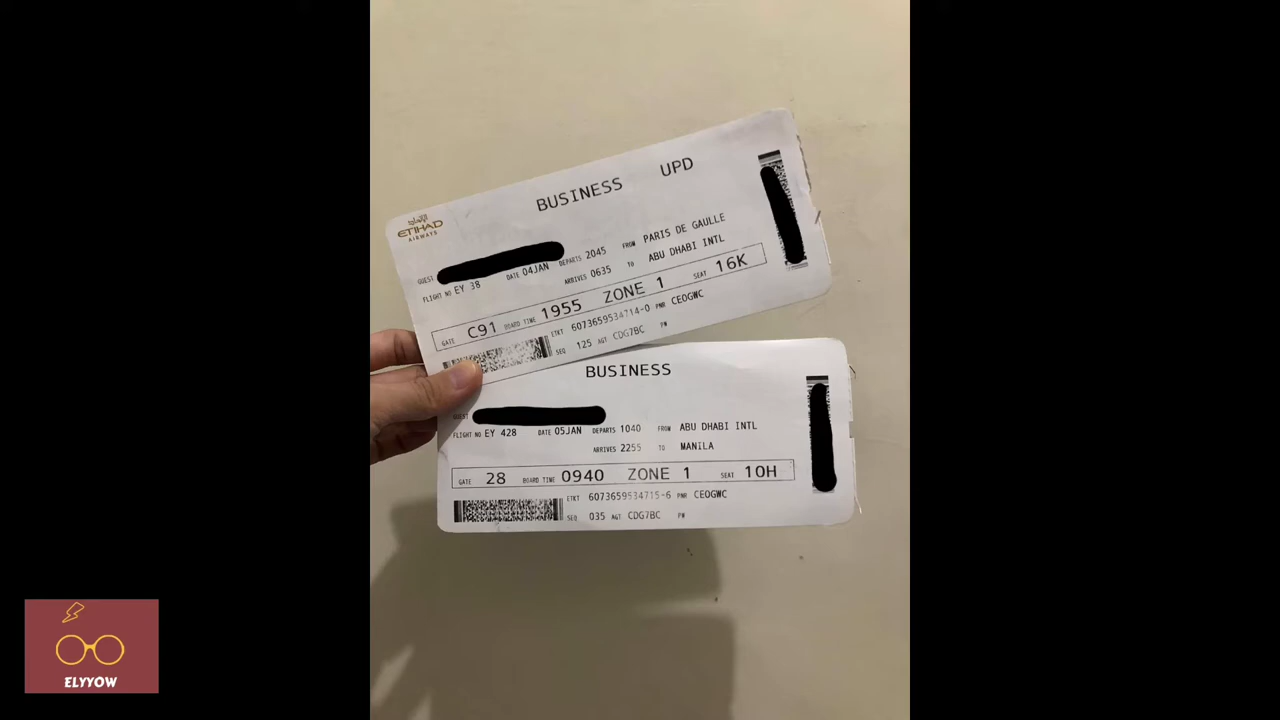 BUSINESS UPD
الإتحاد
ETIHAD
AIRWAYS
GUEST
FLIGHT NO EY 38 DATE 04JAN DEPARTS 2045 FROM PARIS DE GAULLE
ARRIVES 0635 TO ABU DHABI INTL
GATE C91 BOARD TIME 1955 ZONE 1 SEAT 16K
ETKT 6073659534714-0 PNR CEOGWC
SEQ 125 AGT CDG7BC PW
BUSINESS
GUEST
FLIGHT NO EY 428 DATE 05JAN DEPARTS 1040 FROM ABU DHABI INTL
ARRIVES 2255 TO MANILA
GATE 28 BOARD TIME 0940 ZONE 1 SEAT 10H
ETKT 6073659534715-6 PNR CEOGWC
SEQ 035 AGT CDG7BC PW
ELYYOW